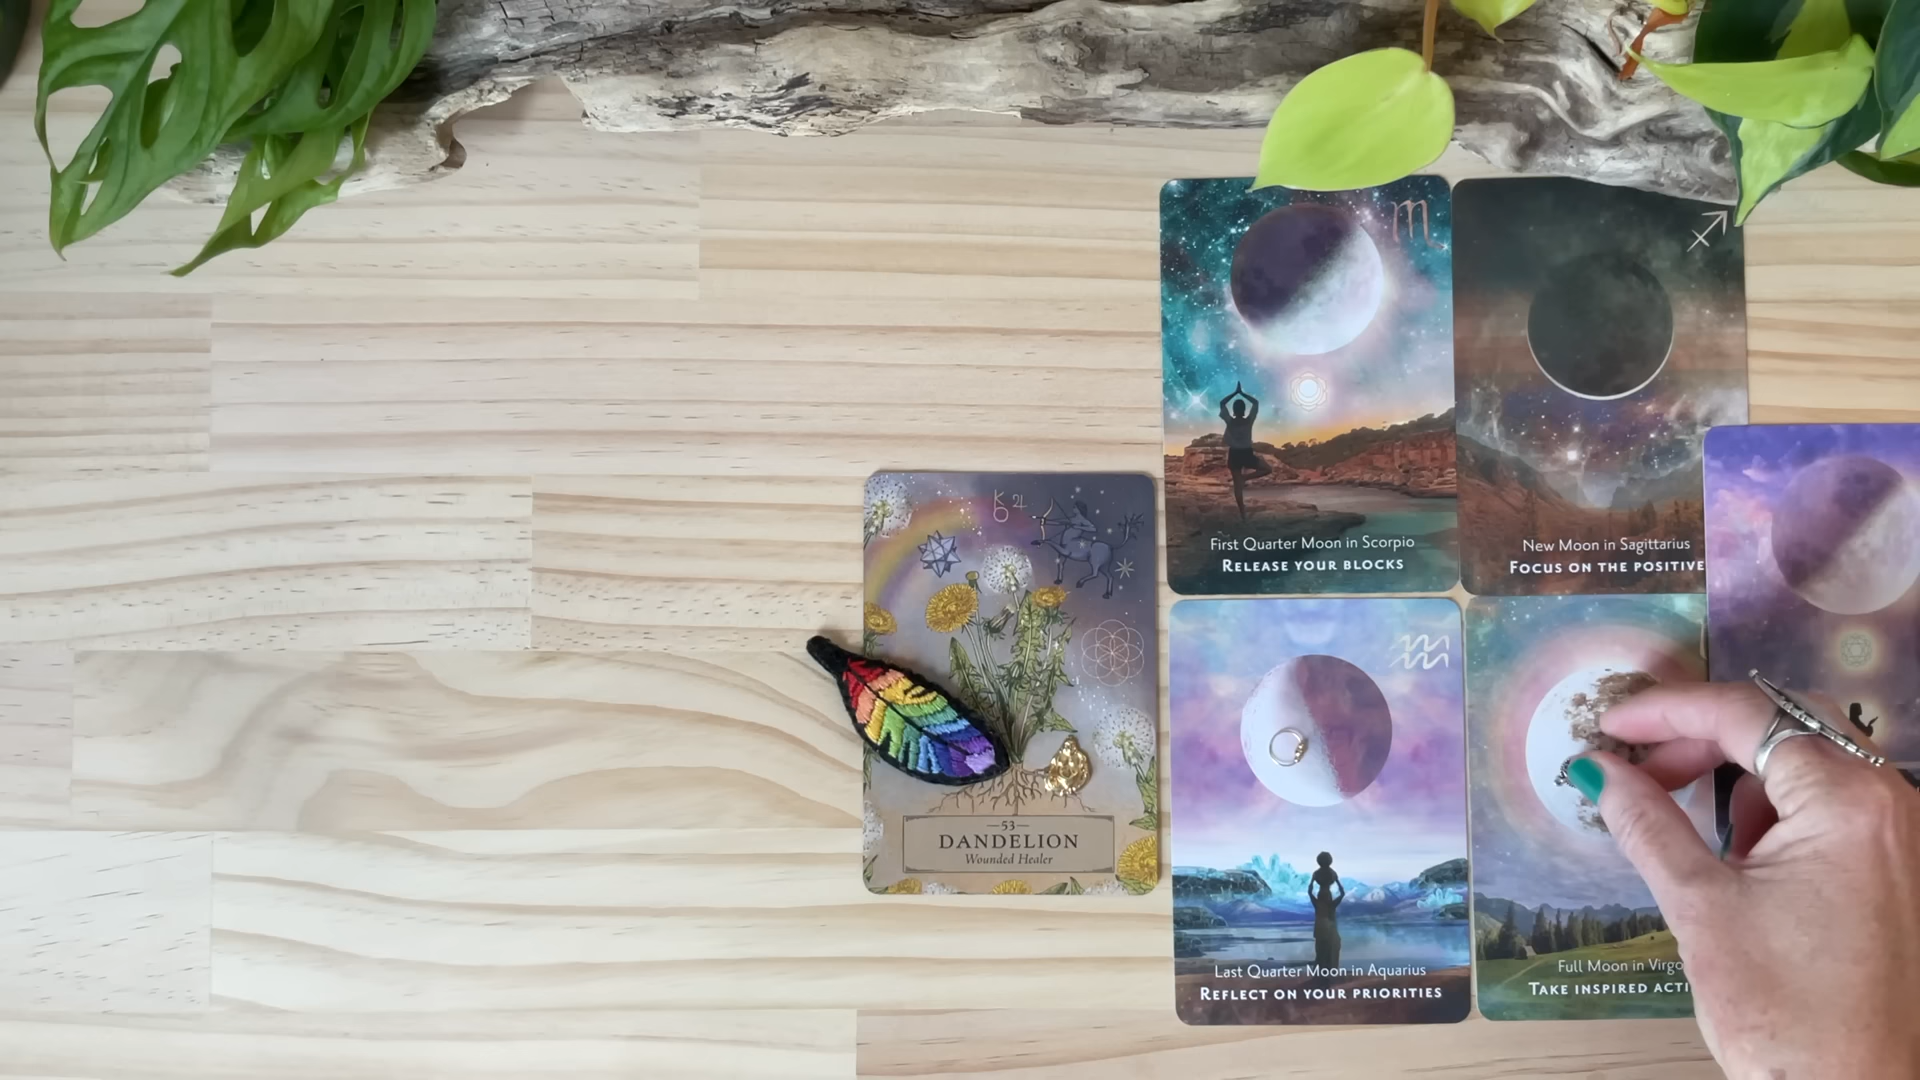 First Quarter Moon in Scorpio
RELEASE YOUR BLOCKS
New Moon in Sagittarius
FOCUS ON THE POSITIVE
—53—
DANDELION
Wounded Healer
Last Quarter Moon in Aquarius
REFLECT ON YOUR PRIORITIES
Full Moon in Virgo
TAKE INSPIRED ACTI